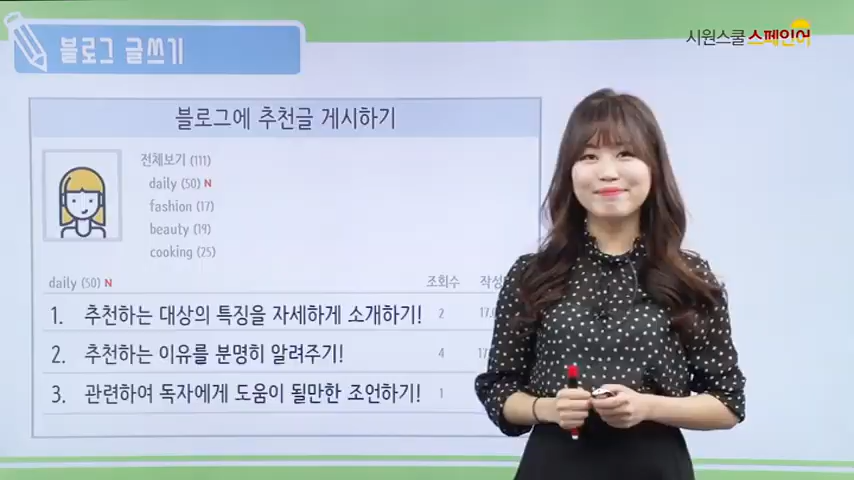 블로그 글쓰기
시원스쿨 스페인어
블로그에 추천글 게시하기
전체보기 (111)
daily (50) N
fashion (17)
beauty (19)
cooking (25)
daily (50) N 조회수 작성
1. 추천하는 대상의 특징을 자세하게 소개하기! 2 17.
2. 추천하는 이유를 분명히 알려주기! 4 17
3. 관련하여 독자에게 도움이 될만한 조언하기! 1